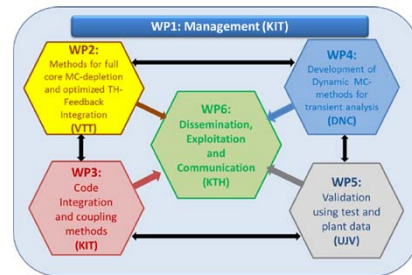 WP1: Management (KIT)
WP2:
Methods for full
core MC-depletion
and optimized TH-
Feedback
Integration
(VTT)
WP4:
Development of
Dynamic MC-
methods for
transient analysis
(DNC)
WP6:
Dissemination,
Exploitation
and
Communication
(KTH)
WP3:
Code
Integration
and coupling
methods
(KIT)
WP5:
Validation
using test and
plant data
(UJV)